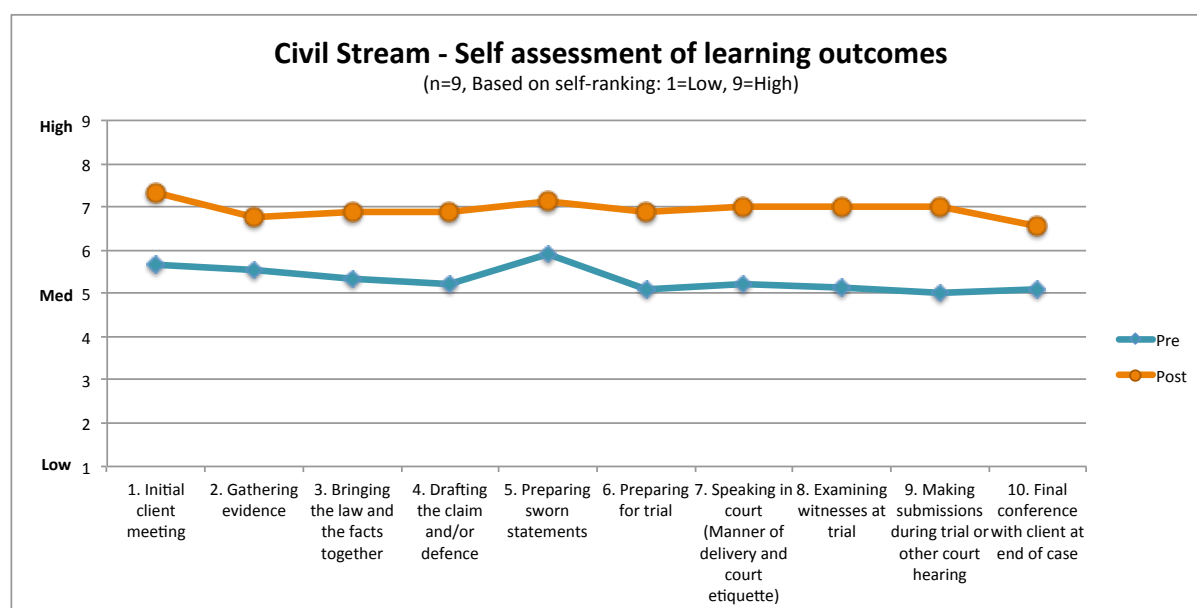 Civil Stream - Self assessment of learning outcomes
(n=9, Based on self-ranking: 1=Low, 9=High)
High 9
8
7
6
Med 5
4
3
2
Low 1
Pre
Post
1. Initial
client
meeting
2. Gathering
evidence
3. Bringing
the law and
the facts
together
4. Drafting
the claim
and/or
defence
5. Preparing
sworn
statements
6. Preparing
for trial
7. Speaking in
court
(Manner of
delivery and
court
etiquette)
8. Examining
witnesses at
trial
9. Making
submissions
during trial or
other court
hearing
10. Final
conference
with client at
end of case